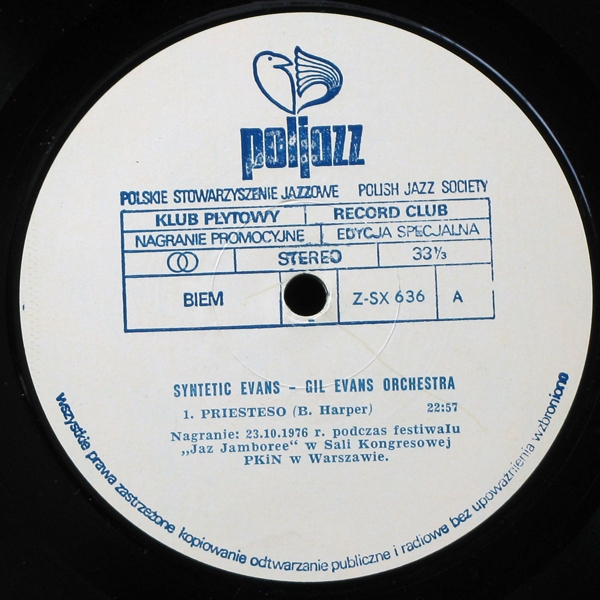 poljazz
POLSKIE STOWARZYSZENIE JAZZOWE POLISH JAZZ SOCIETY
KLUB PŁYTOWY RECORD CLUB
NAGRANIE PROMOCYJNE EDYCJA SPECJALNA
STEREO 33⅓
BIEM Z-SX 636 A
SYNTETIC EVANS - GIL EVANS ORCHESTRA
1. PRIESTESO (B. Harper) 22:57
Nagranie: 23.10.1976 r. podczas festiwalu
„Jaz Jamboree“ w Sali Kongresowej
PKiN w Warszawie.
wszystkie prawa zastrzeżone kopiowanie odtwarzanie publiczne i radiowe bez upoważnienia wzbronione